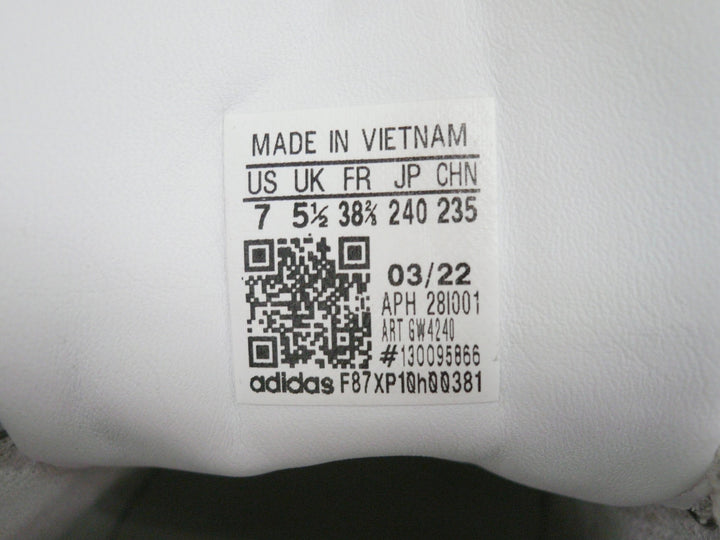 MADE IN VIETNAM
US UK FR JP CHN
7 5½ 38⅔ 240 235
03/22
APH 28I001
ART GW4240
#130095866
adidas F87XP10h00381